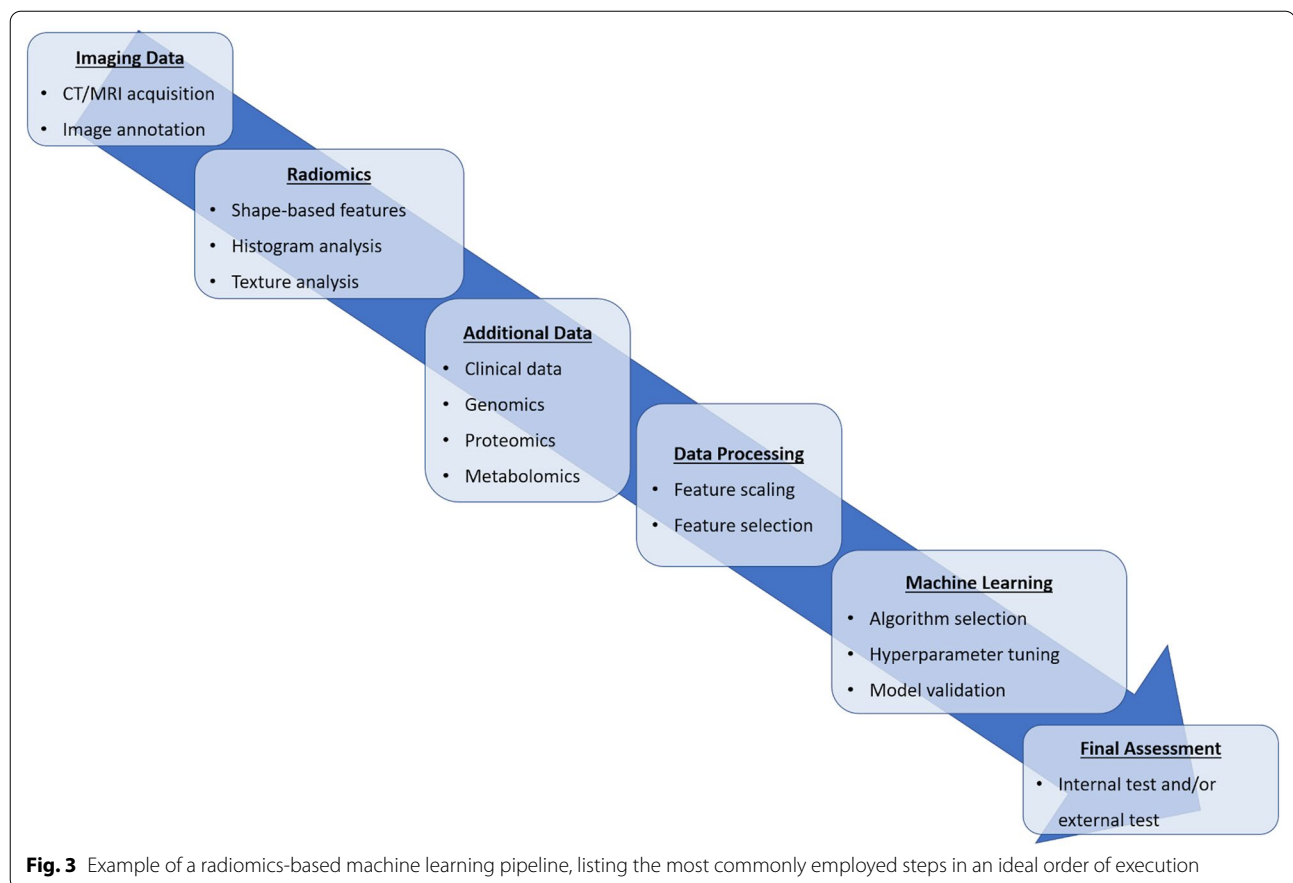 Imaging Data
• CT/MRI acquisition
• Image annotation
Radiomics
• Shape-based features
• Histogram analysis
• Texture analysis
Additional Data
• Clinical data
• Genomics
• Proteomics
• Metabolomics
Data Processing
• Feature scaling
• Feature selection
Machine Learning
• Algorithm selection
• Hyperparameter tuning
• Model validation
Final Assessment
• Internal test and/or
external test
Fig. 3 Example of a radiomics-based machine learning pipeline, listing the most commonly employed steps in an ideal order of execution